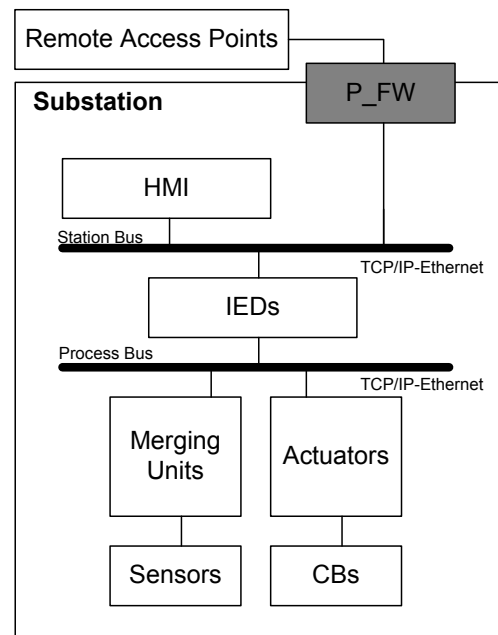 Remote Access Points
P_FW
Substation
HMI
Station Bus
TCP/IP-Ethernet
IEDs
Process Bus
TCP/IP-Ethernet
Merging
Units
Actuators
Sensors
CBs